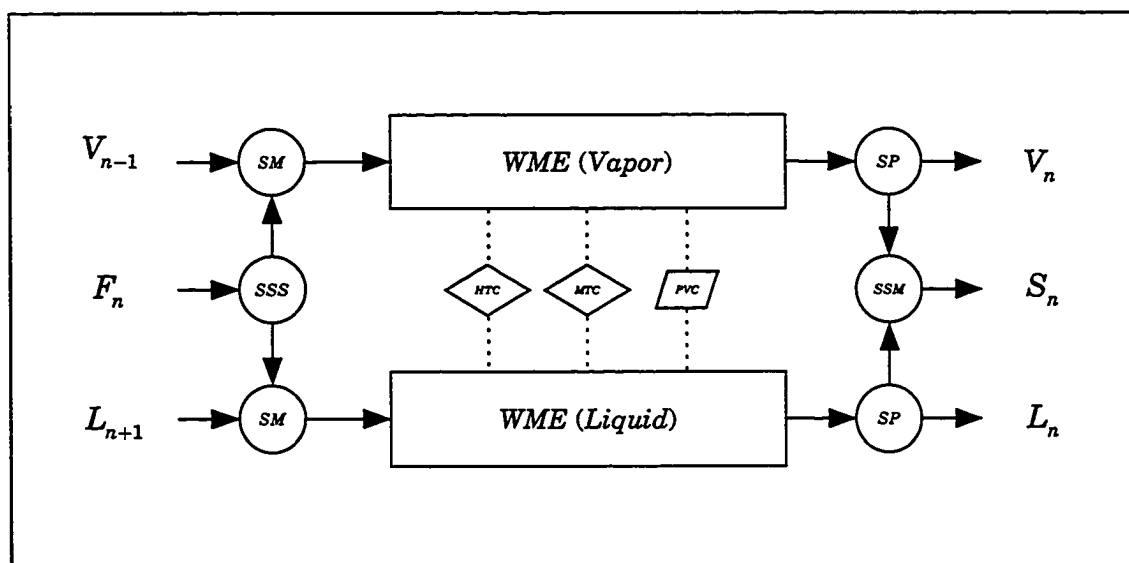 V_{n-1} SM WME (Vapor) SP V_n
F_n SSS HTC MTC PVC SSM S_n
L_{n+1} SM WME (Liquid) SP L_n